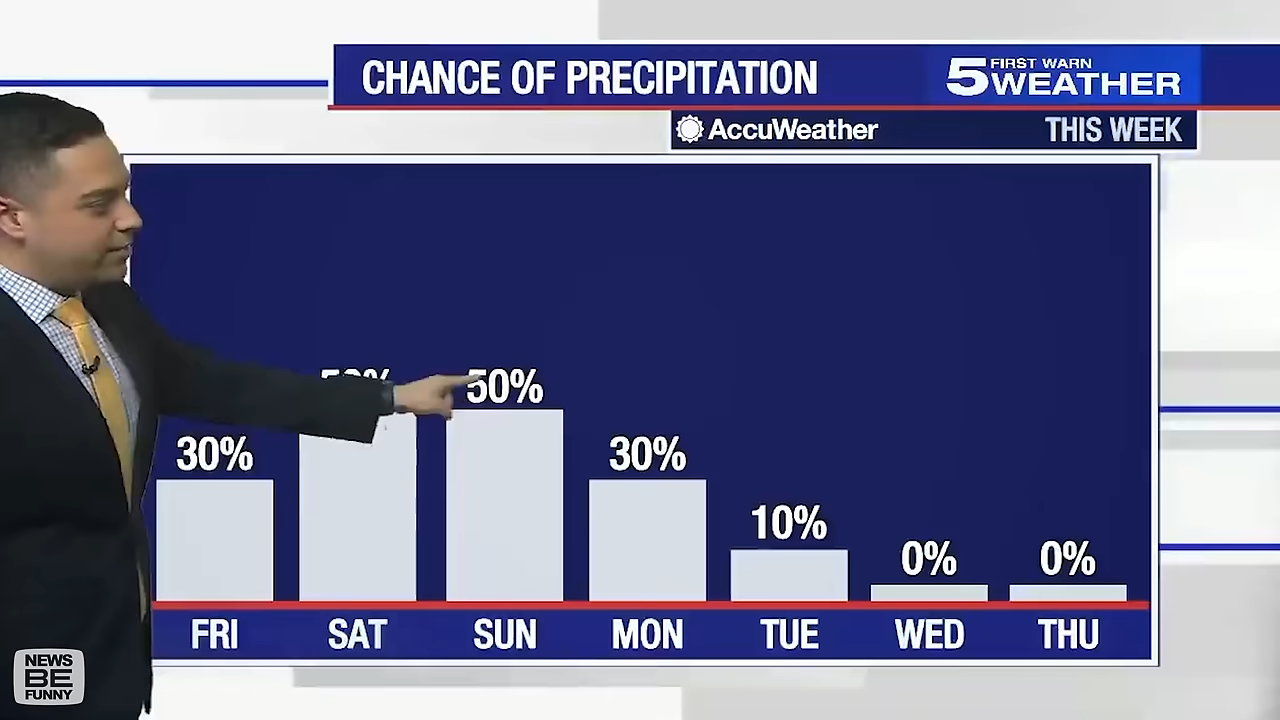 CHANCE OF PRECIPITATION
5 FIRST WARN
WEATHER
AccuWeather
THIS WEEK
50%
50%
30%
30%
10%
0%
0%
FRI
SAT
SUN
MON
TUE
WED
THU
NEWS
BE
FUNNY